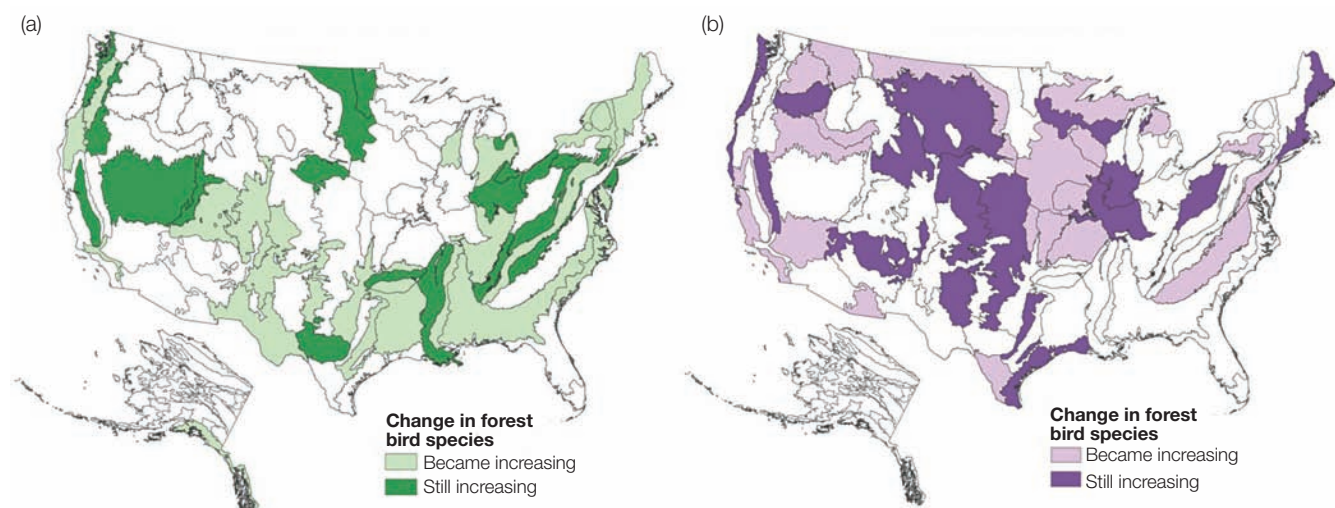 (a)
Change in forest
bird species
Became increasing
Still increasing
(b)
Change in forest
bird species
Became increasing
Still increasing